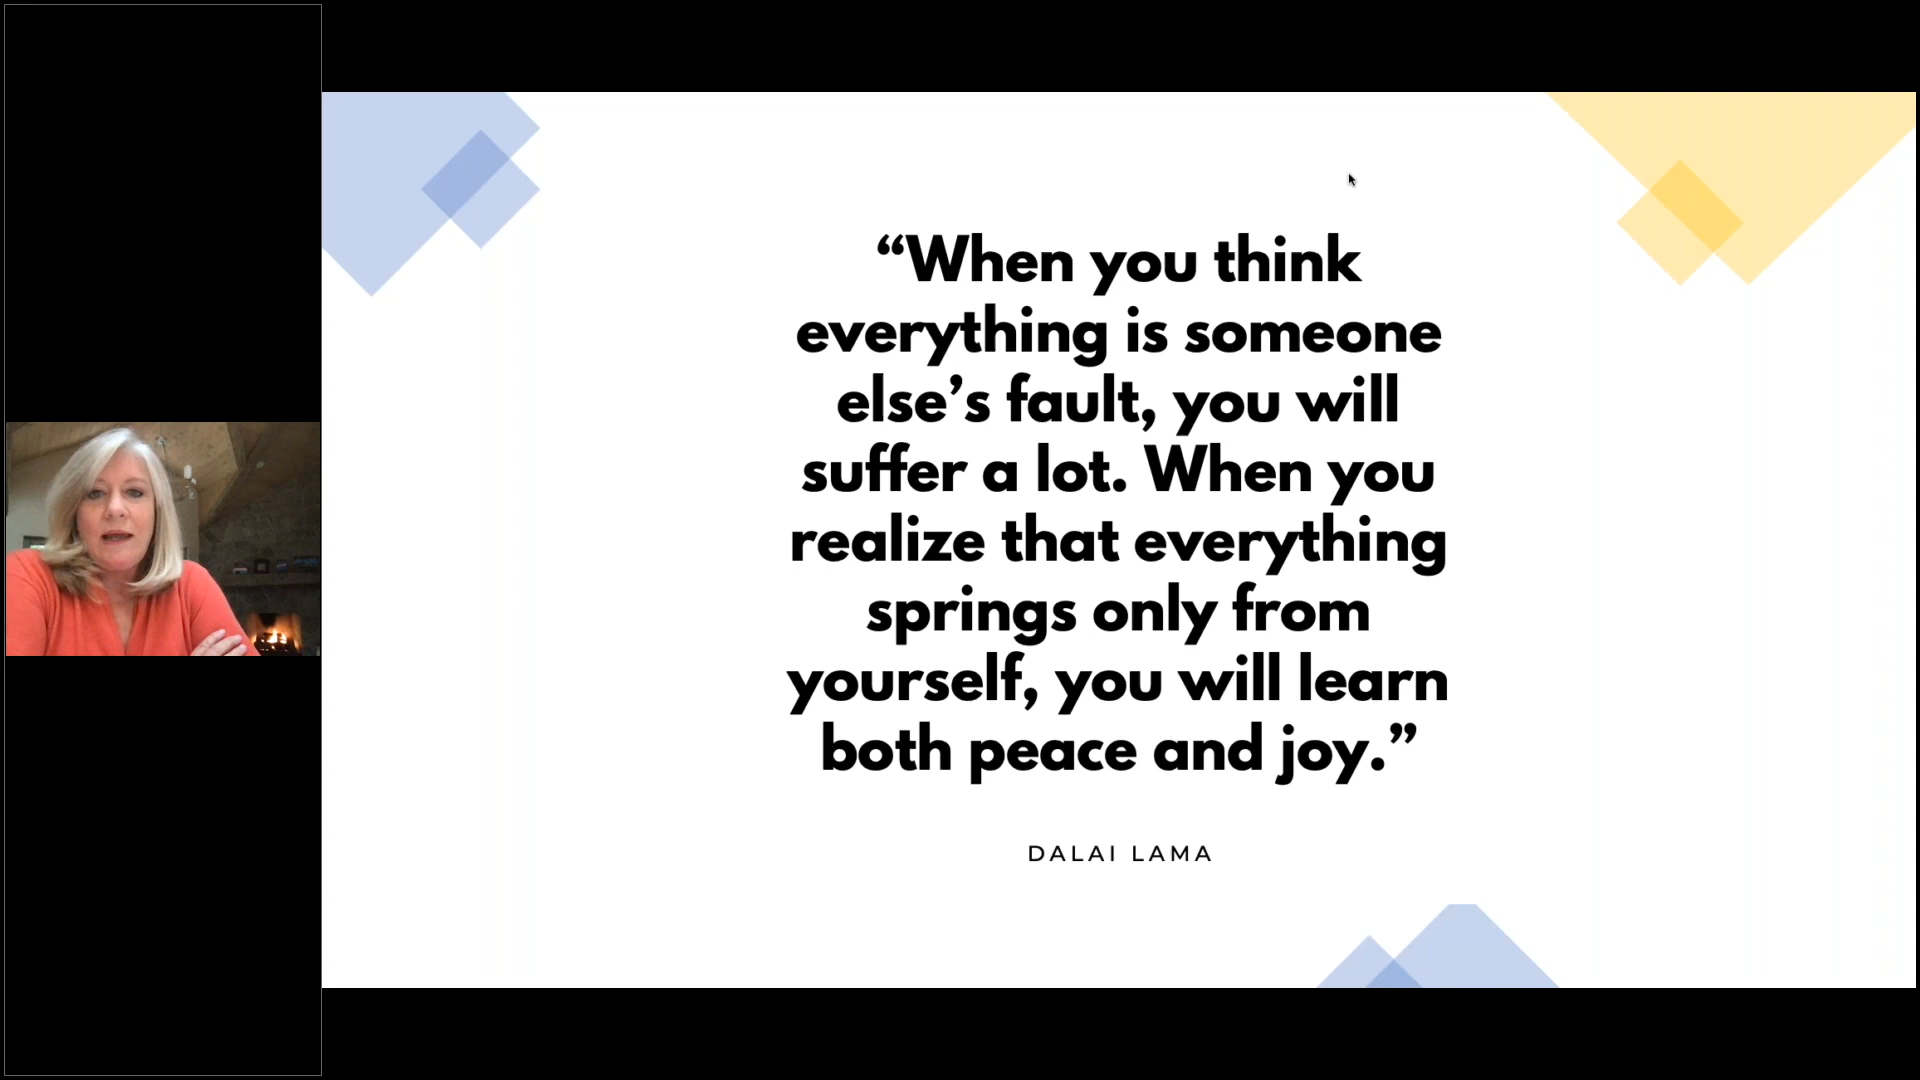 “When you think
everything is someone
else’s fault, you will
suffer a lot. When you
realize that everything
springs only from
yourself, you will learn
both peace and joy.”
DALAI LAMA